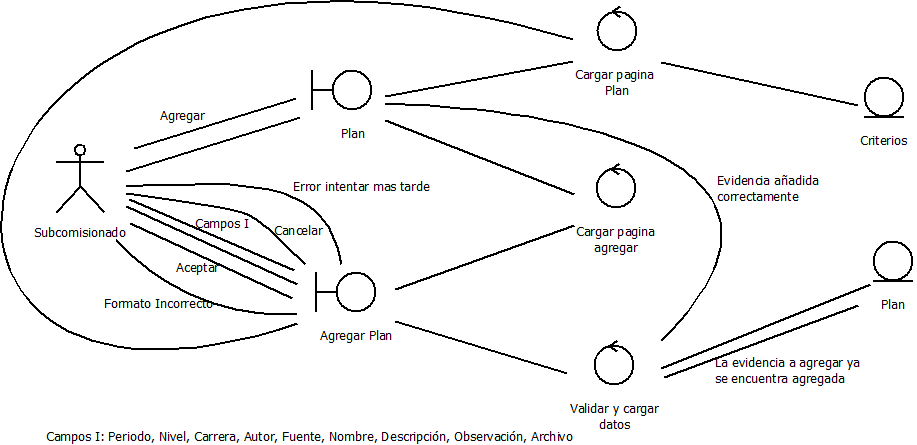 Cargar pagina
Plan
Agregar
Plan
Criterios
Error intentar mas tarde
Evidencia añadida
correctamente
Campos I
Cancelar
Subcomisionado
Cargar pagina
agregar
Aceptar
Formato Incorrecto
Plan
Agregar Plan
La evidencia a agregar ya
se encuentra agregada
Validar y cargar
datos
Campos I: Periodo, Nivel, Carrera, Autor, Fuente, Nombre, Descripción, Observación, Archivo